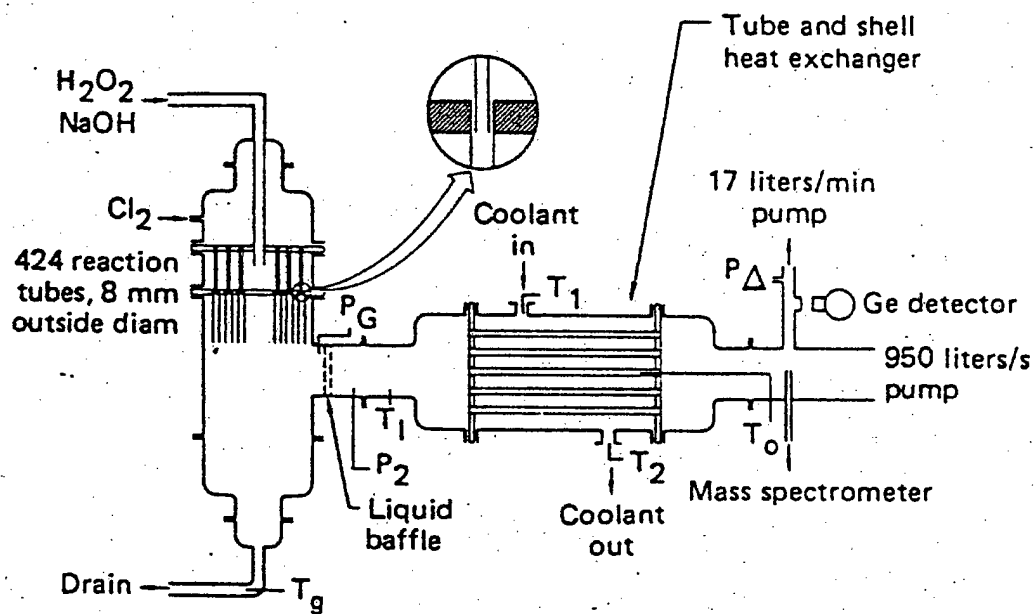 Tube and shell
heat exchanger
H2O2
NaOH
Cl2
424 reaction
tubes, 8 mm
outside diam
Coolant
in
T1
17 liters/min
pump
PΔ
Ge detector
PG
950 liters/s
pump
Tl
P2
Liquid
baffle
T2
Coolant
out
To
Mass spectrometer
Drain
Tg